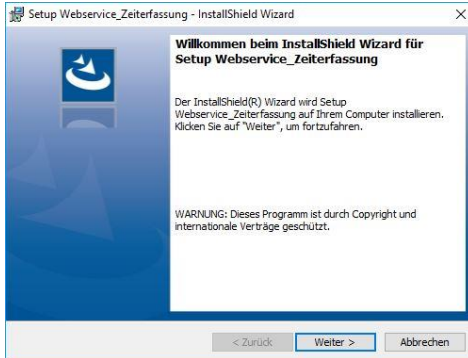 Setup Webservice_Zeiterfassung - InstallShield Wizard
Willkommen beim InstallShield Wizard für
Setup Webservice_Zeiterfassung
Der InstallShield(R) Wizard wird Setup
Webservice_Zeiterfassung auf Ihrem Computer installieren.
Klicken Sie auf "Weiter", um fortzufahren.
WARNUNG: Dieses Programm ist durch Copyright und
internationale Verträge geschützt.
< Zurück Weiter > Abbrechen